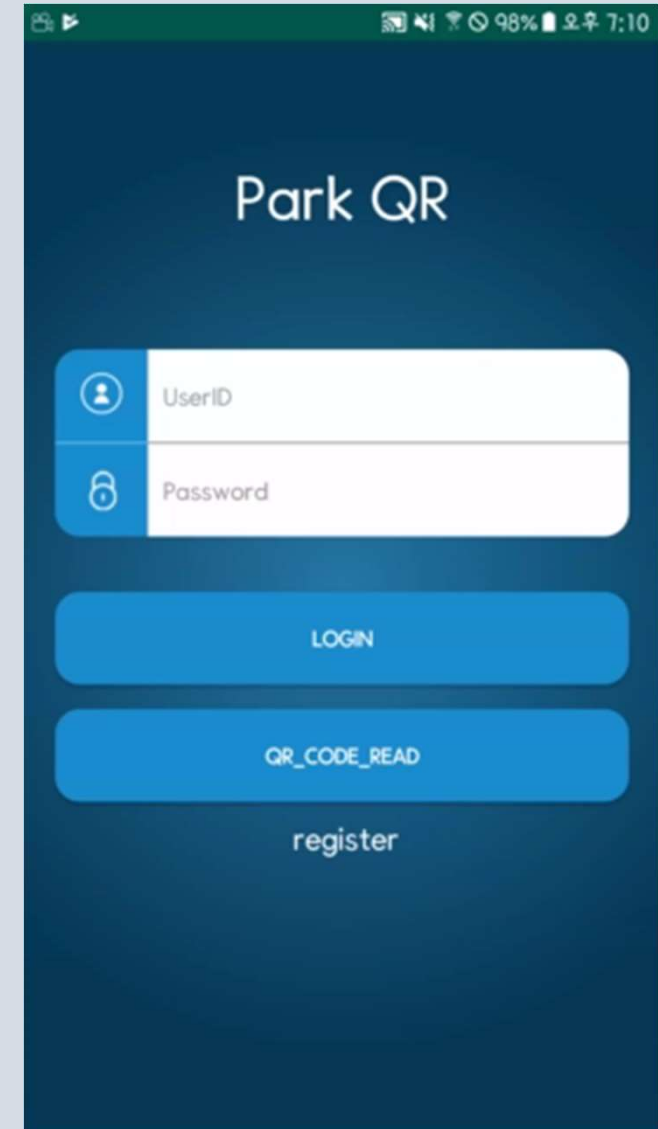 98% 오후 7:10
Park QR
UserID
Password
LOGIN
QR_CODE_READ
register